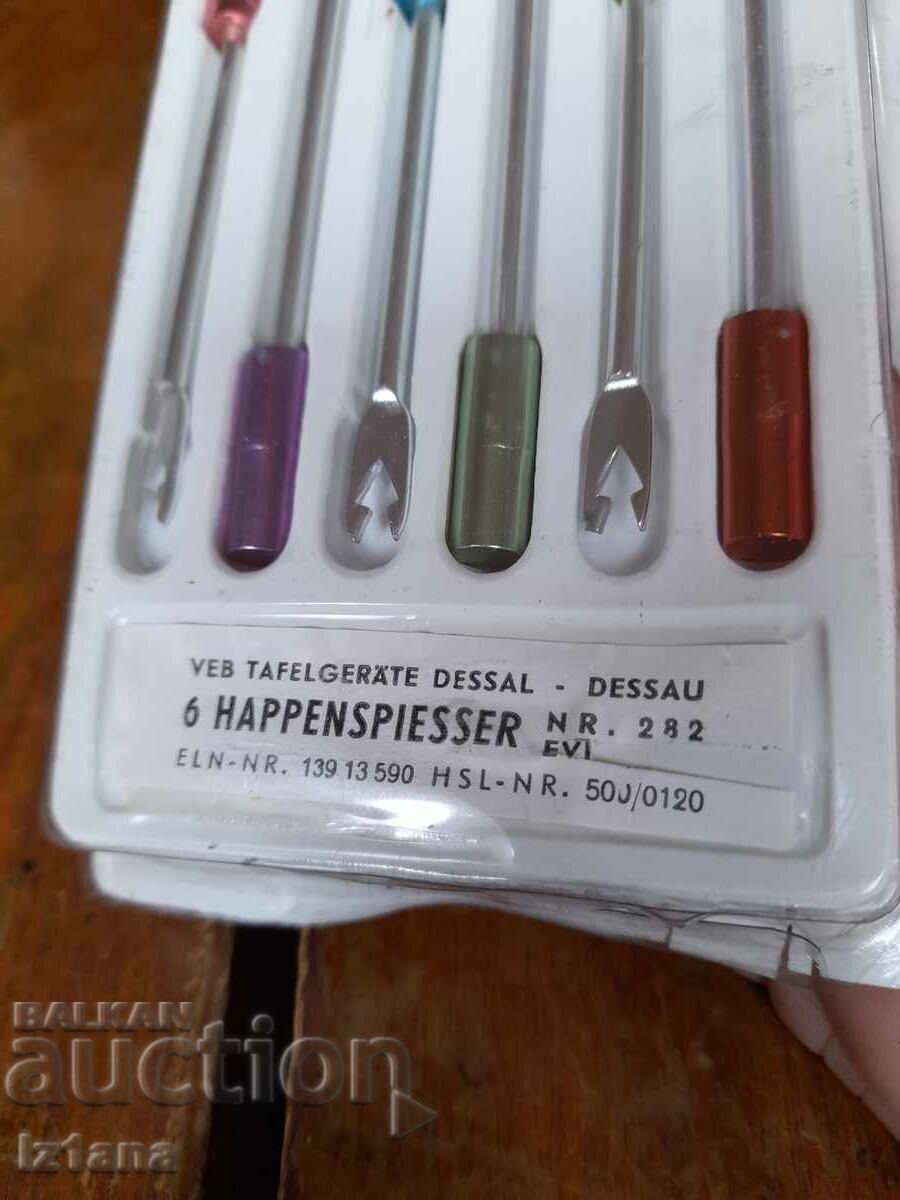 VEB TAFELGERÄTE DESSAL - DESSAU
6 HAPPENSPIESSER NR. 282
EVI
ELN-NR. 139 13 590 HSL-NR. 500/0120
BALKAN
auction
Iz1ana